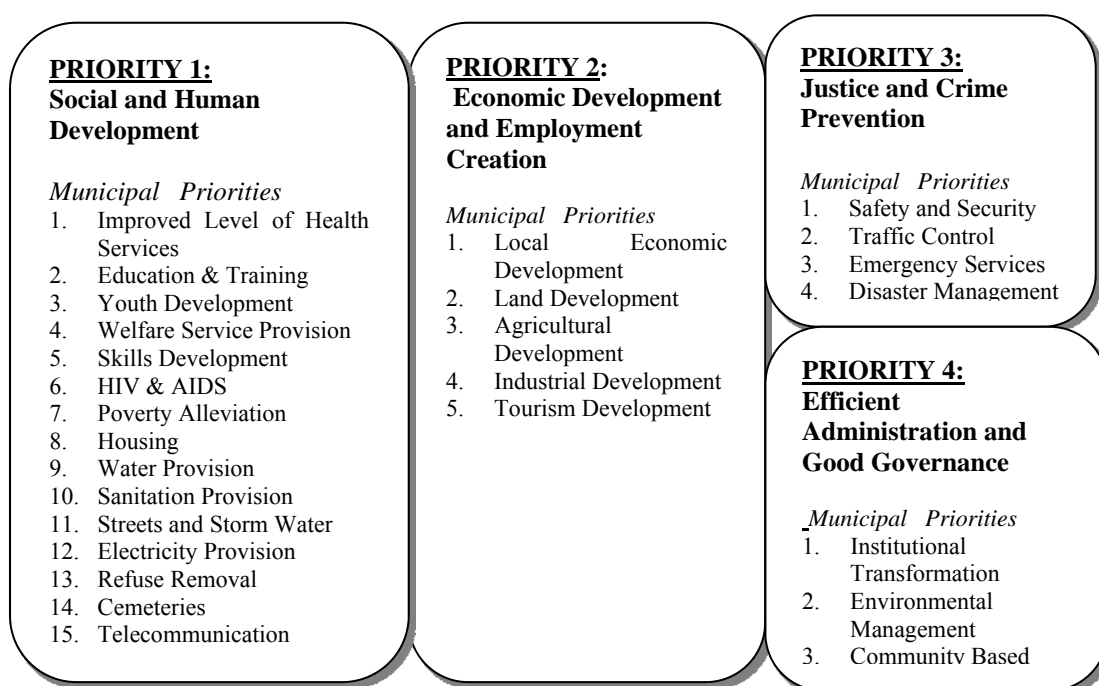 PRIORITY 1:
Social and Human
Development
Municipal Priorities
1. Improved Level of Health
Services
2. Education & Training
3. Youth Development
4. Welfare Service Provision
5. Skills Development
6. HIV & AIDS
7. Poverty Alleviation
8. Housing
9. Water Provision
10. Sanitation Provision
11. Streets and Storm Water
12. Electricity Provision
13. Refuse Removal
14. Cemeteries
15. Telecommunication
PRIORITY 2:
Economic Development
and Employment
Creation
Municipal Priorities
1. Local Economic
Development
2. Land Development
3. Agricultural
Development
4. Industrial Development
5. Tourism Development
PRIORITY 3:
Justice and Crime
Prevention
Municipal Priorities
1. Safety and Security
2. Traffic Control
3. Emergency Services
4. Disaster Management
PRIORITY 4:
Efficient
Administration and
Good Governance
Municipal Priorities
1. Institutional
Transformation
2. Environmental
Management
3. Community Based